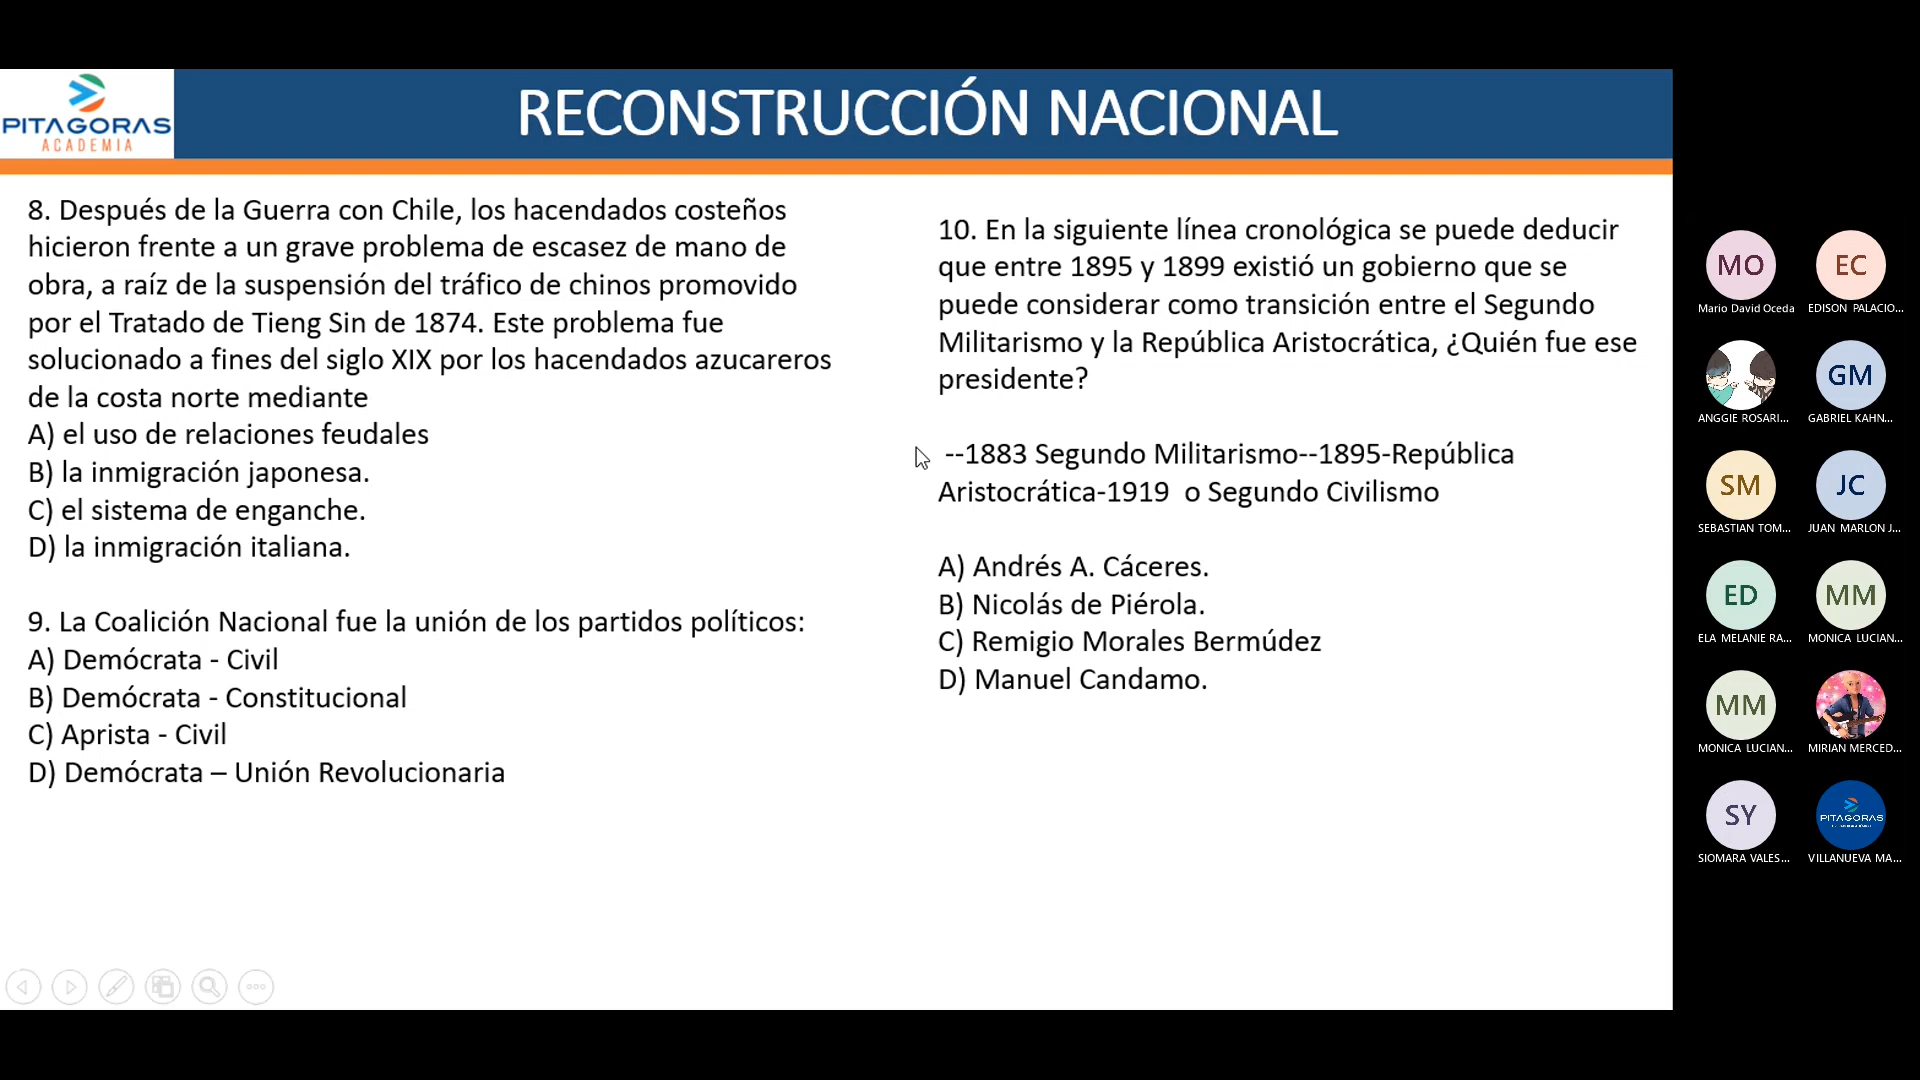 PITAGORAS
ACADEMIA
RECONSTRUCCIÓN NACIONAL
8. Después de la Guerra con Chile, los hacendados costeños
hicieron frente a un grave problema de escasez de mano de
obra, a raíz de la suspensión del tráfico de chinos promovido
por el Tratado de Tieng Sin de 1874. Este problema fue
solucionado a fines del siglo XIX por los hacendados azucareros
de la costa norte mediante
A) el uso de relaciones feudales
B) la inmigración japonesa.
C) el sistema de enganche.
D) la inmigración italiana.
9. La Coalición Nacional fue la unión de los partidos políticos:
A) Demócrata - Civil
B) Demócrata - Constitucional
C) Aprista - Civil
D) Demócrata – Unión Revolucionaria
10. En la siguiente línea cronológica se puede deducir
que entre 1895 y 1899 existió un gobierno que se
puede considerar como transición entre el Segundo
Militarismo y la República Aristocrática, ¿Quién fue ese
presidente?
--1883 Segundo Militarismo--1895-República
Aristocrática-1919 o Segundo Civilismo
A) Andrés A. Cáceres.
B) Nicolás de Piérola.
C) Remigio Morales Bermúdez
D) Manuel Candamo.
MO EC
Mario David Oceda EDISON PALACIO...
GM
ANGGIE ROSARI... GABRIEL KAHN...
SM JC
SEBASTIAN TOM... JUAN MARLON J...
ED MM
ELA MELANIE RA... MONICA LUCIAN...
MM
MONICA LUCIAN... MIRIAN MERCED...
SY PITAGORAS
SIOMARA VALES... VILLANUEVA MA...